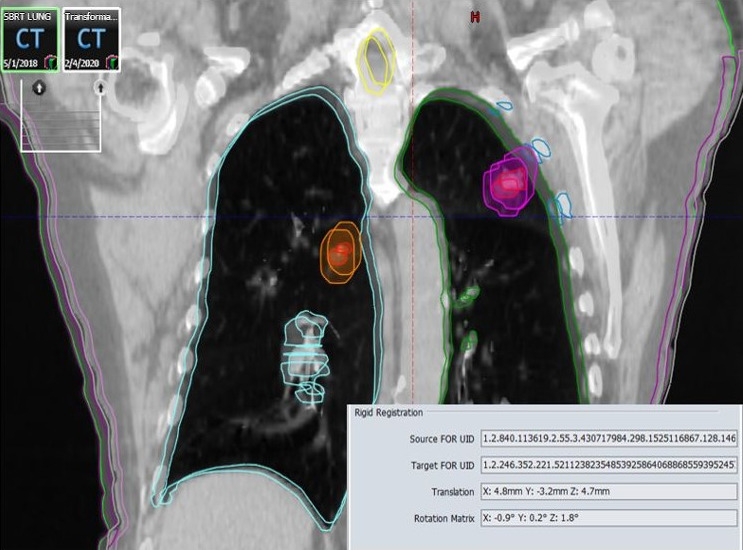 SBRT LUNG
Transforma...
CT
CT
5/1/2018
2/4/2020
H
Rigid Registration
Source FOR UID
1.2.840.113619.2.55.3.430717984.298.1525116867.128.146
Target FOR UID
1.2.246.352.221.52112382354853925864068868559395245
Translation
X: 4.8mm Y: -3.2mm Z: 4.7mm
Rotation Matrix
X: -0.9° Y: 0.2° Z: 1.8°